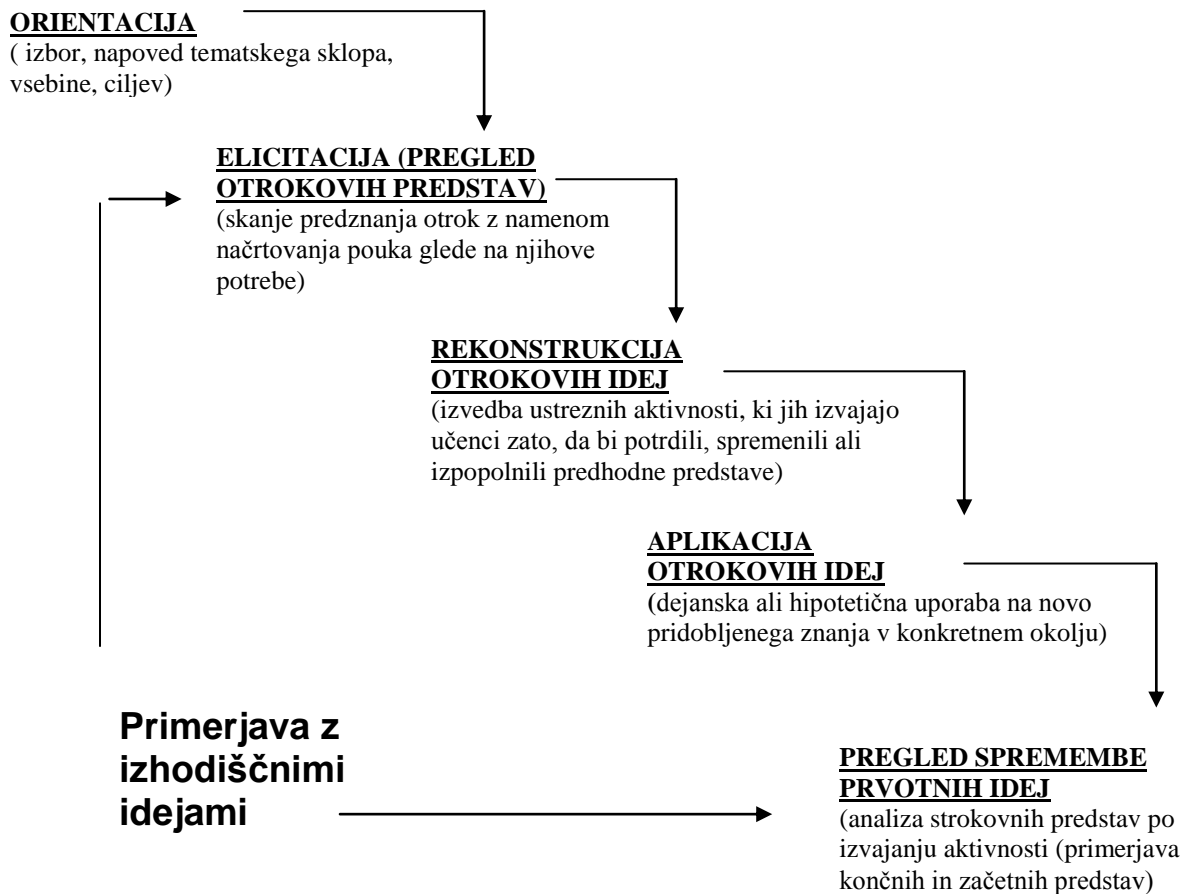 ORIENTACIJA
( izbor, napoved tematskega sklopa,
vsebine, ciljev)
ELICITACIJA (PREGLED
OTROKOVIH PREDSTAV)
(skanje predznanja otrok z namenom
načrtovanja pouka glede na njihove
potrebe)
REKONSTRUKCIJA
OTROKOVIH IDEJ
(izvedba ustreznih aktivnosti, ki jih izvajajo
učenci zato, da bi potrdili, spremenili ali
izpopolnili predhodne predstave)
APLIKACIJA
OTROKOVIH IDEJ
(dejanska ali hipotetična uporaba na novo
pridobljenega znanja v konkretnem okolju)
Primerjava z
izhodiščnimi
idejami
PREGLED SPREMEMBE
PRVOTNIH IDEJ
(analiza strokovnih predstav po
izvajanju aktivnosti (primerjava
končnih in začetnih predstav)